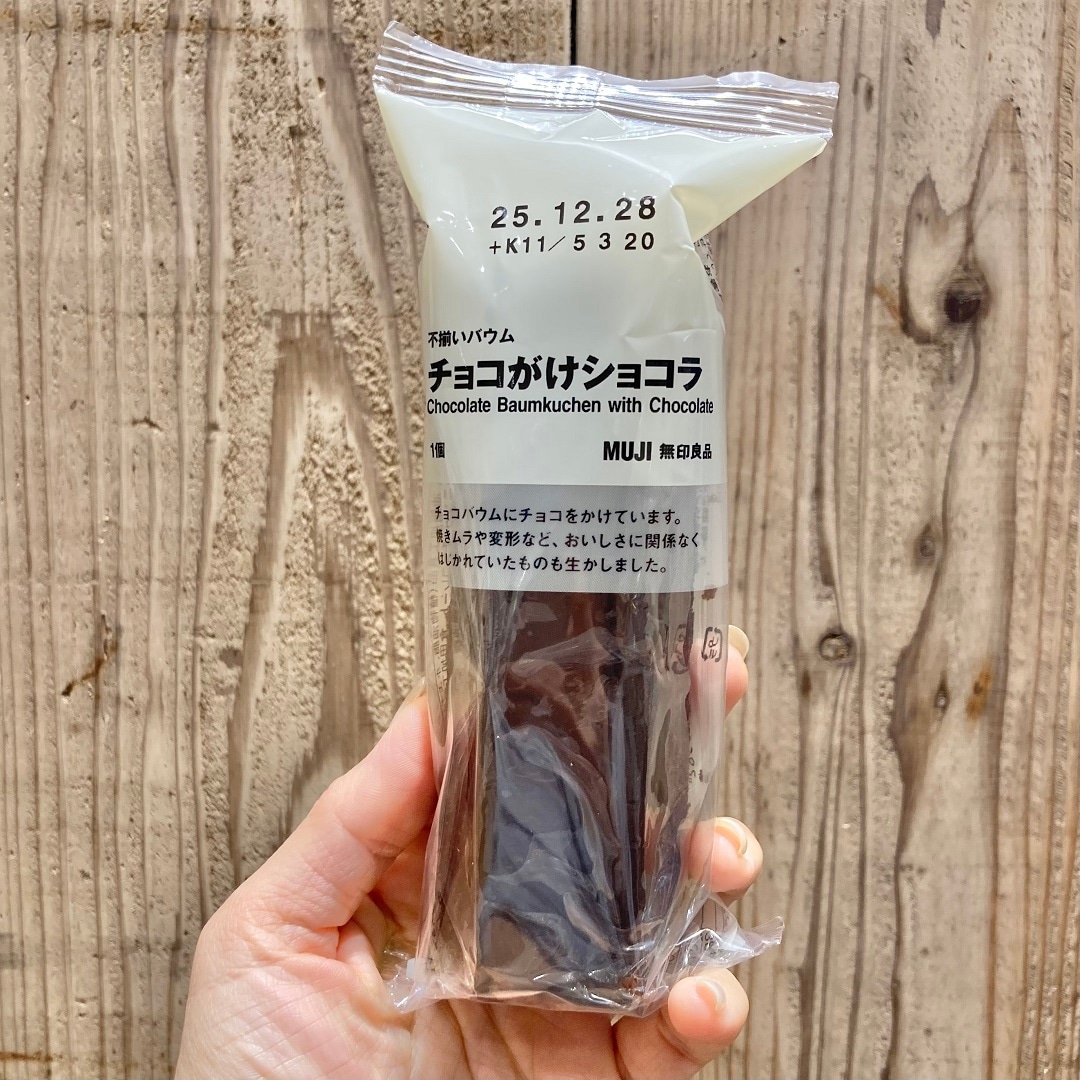 25.12.28
+K11/ 5 3 20
不揃いバウム
チョコがけショコラ
Chocolate Baumkuchen with Chocolate
1個
MUJI 無印良品
チョコバウムにチョコをかけています。
焼きムラや変形など、おいしさに関係なく
はじかれていたものも生かしました。